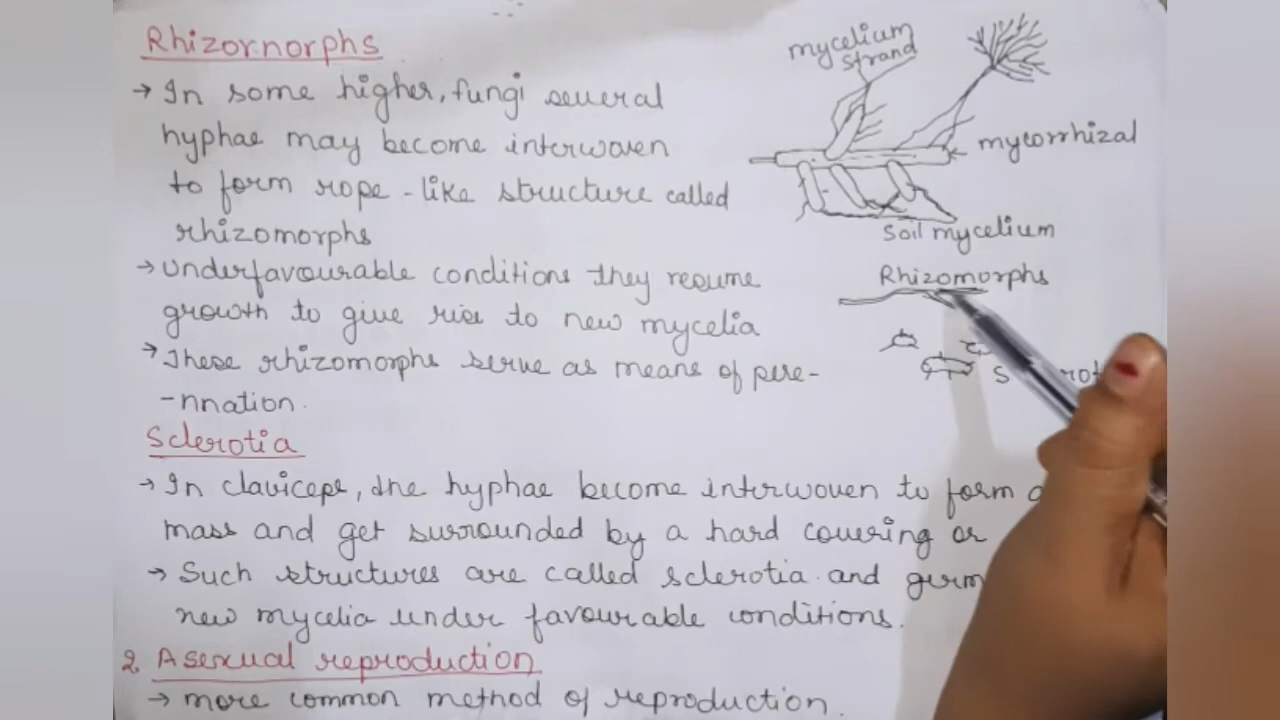 Rhizornorphs
→ In some higher, fungi several
hyphae may become interwoven
to form rope-like structure called
rhizomorphs
→ Underfavourable conditions they resume
growth to give rise to new mycelia
→ These rhizomorphs serve as means of pere-
-nnation.
Sclerotia
→ In claviceps, the hyphae become interwoven to form
mass and get surrounded by a hard covering or
→ Such structures are called sclerotia and germ
new mycelia under favourable conditions.
2 Asexual reproduction
→ more common method of reproduction.
mycelium
strand
mycorrhizal
Soil mycelium
Rhizomorphs